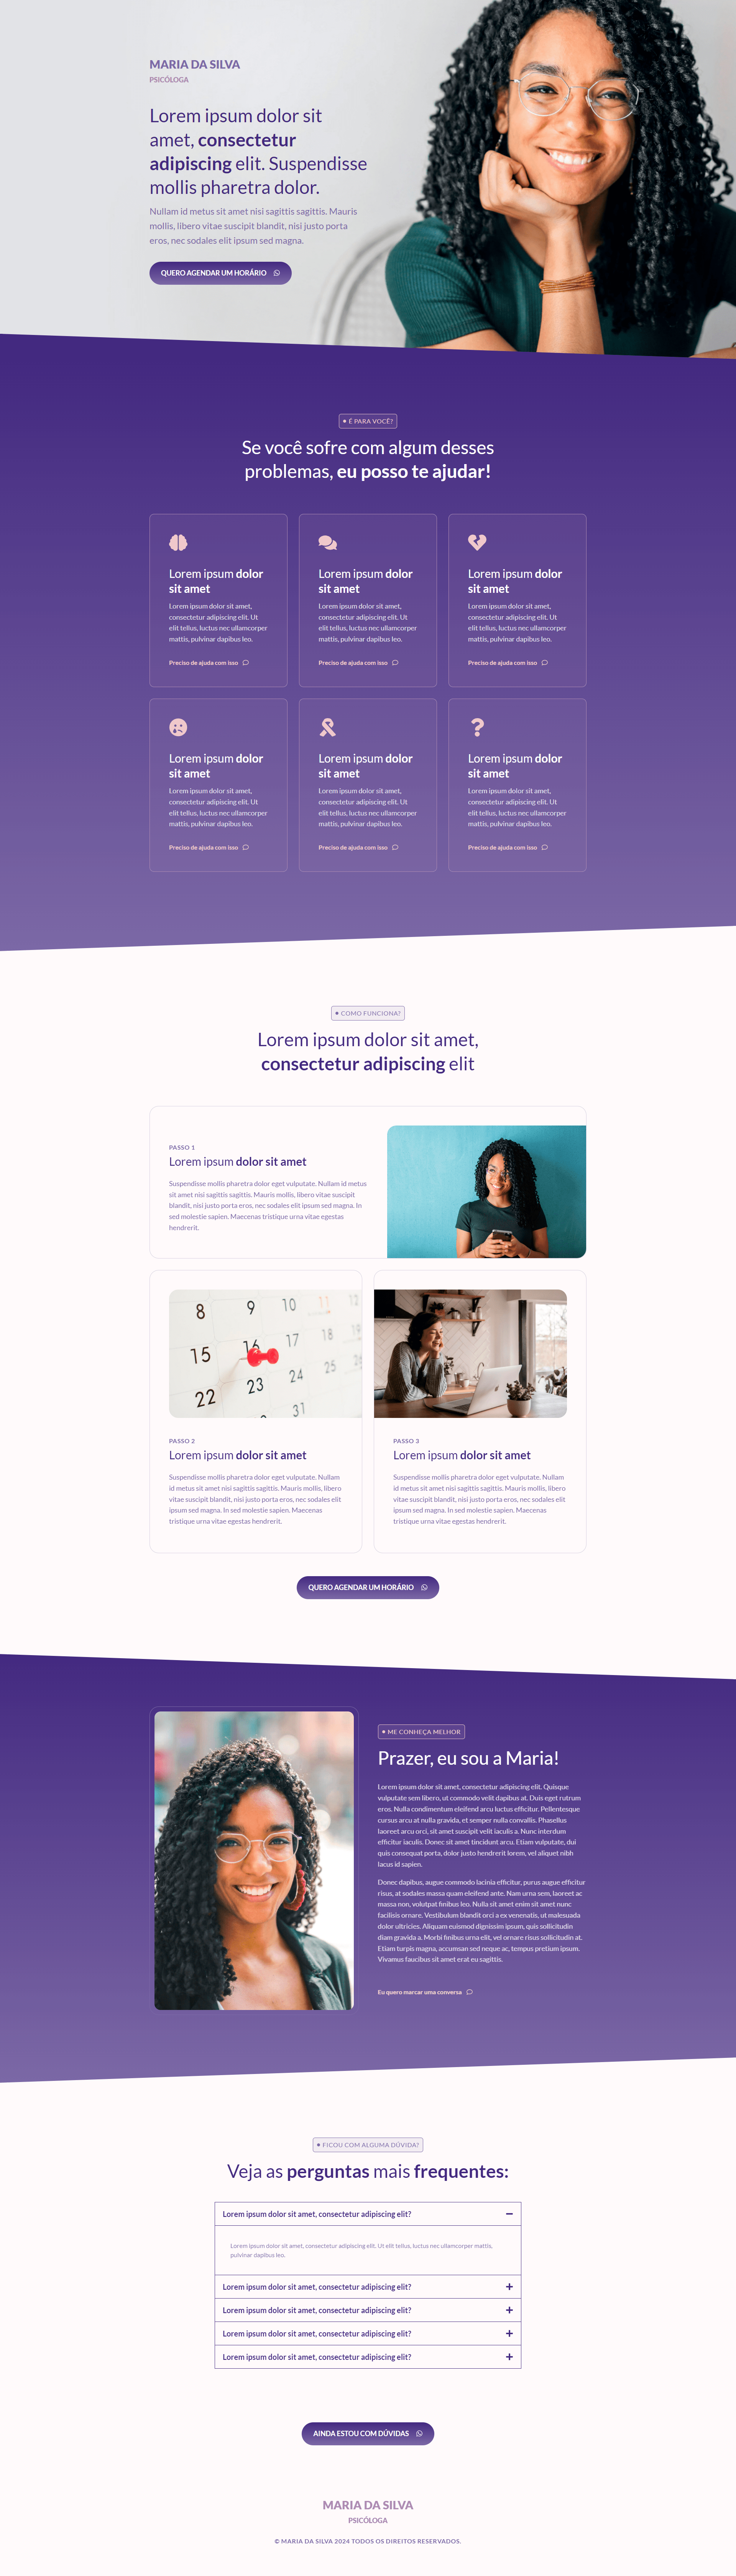 MARIA DA SILVA
PSICÓLOGA
Lorem ipsum dolor sit
amet, consectetur
adipiscing elit. Suspendisse
mollis pharetra dolor.
Nullam id metus sit amet nisi sagittis sagittis. Mauris
mollis, libero vitae suscipit blandit, nisi justo porta
eros, nec sodales elit ipsum sed magna.
QUERO AGENDAR UM HORÁRIO
É PARA VOCÊ?
Se você sofre com algum desses
problemas, eu posso te ajudar!
Lorem ipsum dolor
sit amet
Lorem ipsum dolor sit amet,
consectetur adipiscing elit. Ut
elit tellus, luctus nec ullamcorper
mattis, pulvinar dapibus leo.
Preciso de ajuda com isso
Lorem ipsum dolor
sit amet
Lorem ipsum dolor sit amet,
consectetur adipiscing elit. Ut
elit tellus, luctus nec ullamcorper
mattis, pulvinar dapibus leo.
Preciso de ajuda com isso
Lorem ipsum dolor
sit amet
Lorem ipsum dolor sit amet,
consectetur adipiscing elit. Ut
elit tellus, luctus nec ullamcorper
mattis, pulvinar dapibus leo.
Preciso de ajuda com isso
Lorem ipsum dolor
sit amet
Lorem ipsum dolor sit amet,
consectetur adipiscing elit. Ut
elit tellus, luctus nec ullamcorper
mattis, pulvinar dapibus leo.
Preciso de ajuda com isso
Lorem ipsum dolor
sit amet
Lorem ipsum dolor sit amet,
consectetur adipiscing elit. Ut
elit tellus, luctus nec ullamcorper
mattis, pulvinar dapibus leo.
Preciso de ajuda com isso
Lorem ipsum dolor
sit amet
Lorem ipsum dolor sit amet,
consectetur adipiscing elit. Ut
elit tellus, luctus nec ullamcorper
mattis, pulvinar dapibus leo.
Preciso de ajuda com isso
COMO FUNCIONA?
Lorem ipsum dolor sit amet,
consectetur adipiscing elit
PASSO 1
Lorem ipsum dolor sit amet
Suspendisse mollis pharetra dolor eget vulputate. Nullam id metus
sit amet nisi sagittis sagittis. Mauris mollis, libero vitae suscipit
blandit, nisi justo porta eros, nec sodales elit ipsum sed magna. In
sed molestie sapien. Maecenas tristique urna vitae egestas
hendrerit.
8 9 10
15 16 17
22 23 24
31
PASSO 2
Lorem ipsum dolor sit amet
Suspendisse mollis pharetra dolor eget vulputate. Nullam
id metus sit amet nisi sagittis sagittis. Mauris mollis, libero
vitae suscipit blandit, nisi justo porta eros, nec sodales elit
ipsum sed magna. In sed molestie sapien. Maecenas
tristique urna vitae egestas hendrerit.
PASSO 3
Lorem ipsum dolor sit amet
Suspendisse mollis pharetra dolor eget vulputate. Nullam
id metus sit amet nisi sagittis sagittis. Mauris mollis, libero
vitae suscipit blandit, nisi justo porta eros, nec sodales elit
ipsum sed magna. In sed molestie sapien. Maecenas
tristique urna vitae egestas hendrerit.
QUERO AGENDAR UM HORÁRIO
ME CONHEÇA MELHOR
Prazer, eu sou a Maria!
Lorem ipsum dolor sit amet, consectetur adipiscing elit. Quisque
vulputate sem libero, ut commodo velit dapibus at. Duis eget rutrum
eros. Nulla condimentum eleifend arcu luctus efficitur. Pellentesque
cursus arcu at nulla gravida, et semper nulla convallis. Phasellus
laoreet arcu orci, sit amet suscipit velit iaculis a. Nunc interdum
efficitur iaculis. Donec sit amet tincidunt arcu. Etiam vulputate, dui
quis consequat porta, dolor justo hendrerit lorem, vel aliquet nibh
lacus id sapien.
Donec dapibus, augue commodo lacinia efficitur, purus augue efficitur
risus, at sodales massa quam eleifend ante. Nam urna sem, laoreet ac
massa non, volutpat finibus leo. Nulla sit amet enim sit amet nunc
facilisis ornare. Vestibulum blandit orci a ex venenatis, ut malesuada
dolor ultricies. Aliquam euismod dignissim ipsum, quis sollicitudin
diam gravida a. Morbi finibus urna elit, vel ornare risus sollicitudin at.
Etiam turpis magna, accumsan sed neque ac, tempus pretium ipsum.
Vivamus faucibus sit amet erat eu sagittis.
Eu quero marcar uma conversa
FICOU COM ALGUMA DÚVIDA?
Veja as perguntas mais frequentes:
Lorem ipsum dolor sit amet, consectetur adipiscing elit?
Lorem ipsum dolor sit amet, consectetur adipiscing elit. Ut elit tellus, luctus nec ullamcorper mattis,
pulvinar dapibus leo.
Lorem ipsum dolor sit amet, consectetur adipiscing elit?
Lorem ipsum dolor sit amet, consectetur adipiscing elit?
Lorem ipsum dolor sit amet, consectetur adipiscing elit?
Lorem ipsum dolor sit amet, consectetur adipiscing elit?
AINDA ESTOU COM DÚVIDAS
MARIA DA SILVA
PSICÓLOGA
© MARIA DA SILVA 2024 TODOS OS DIREITOS RESERVADOS.